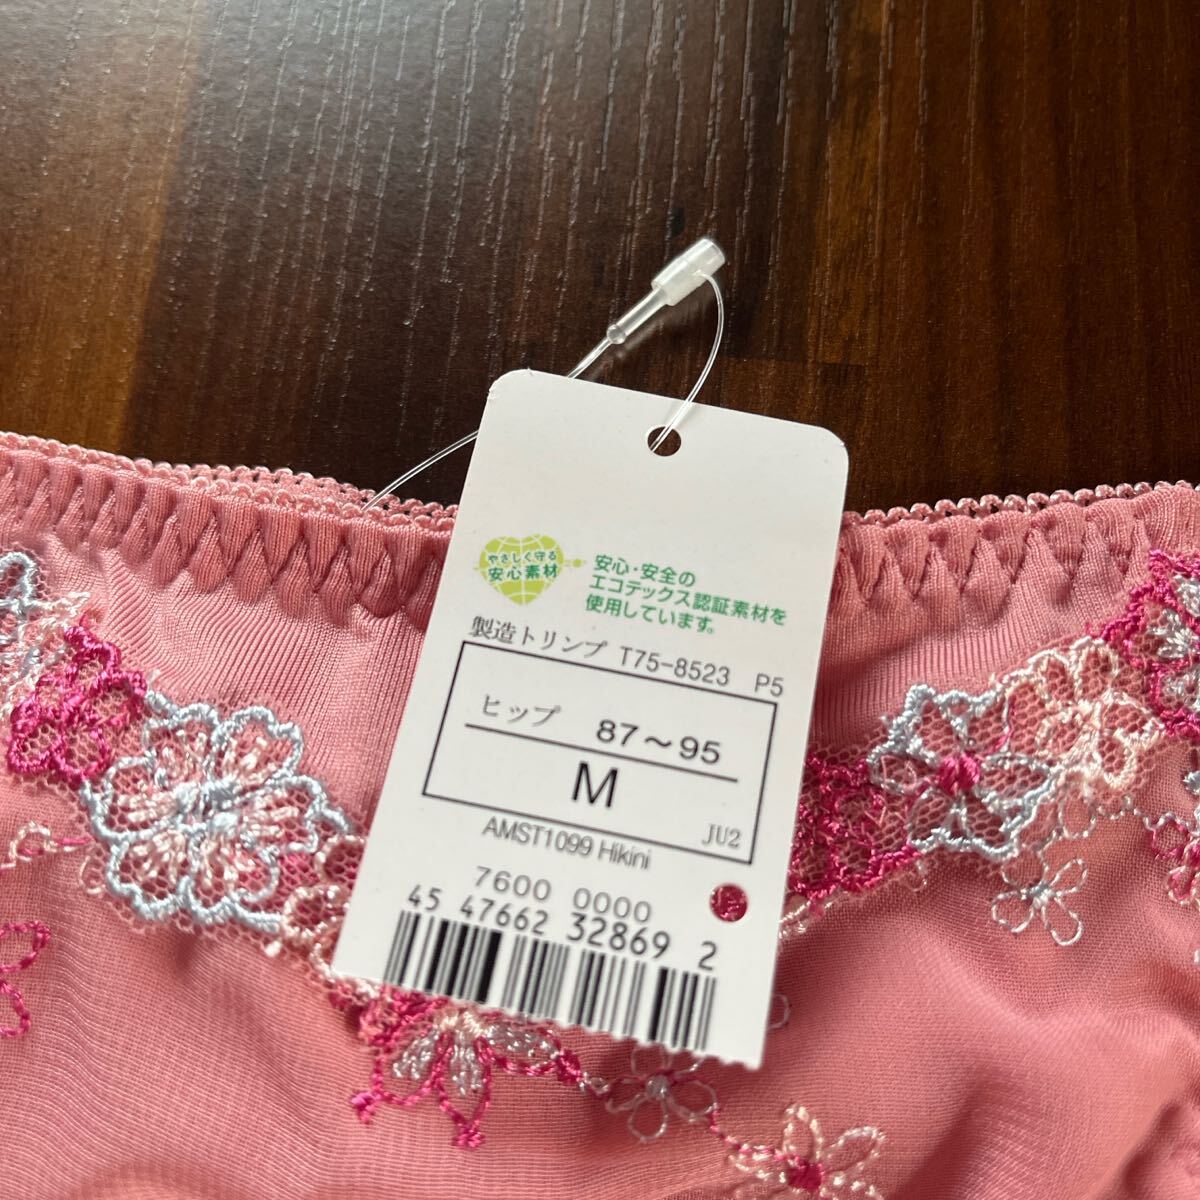 やさしく守る
安心素材
安心・安全の
エコテックス認証素材を
使用しています。
製造トリンプ T75-8523 P5
ヒップ 87～95
M
JU2
AMST1099 Hikini
7600 0000
45 47662 32869 2